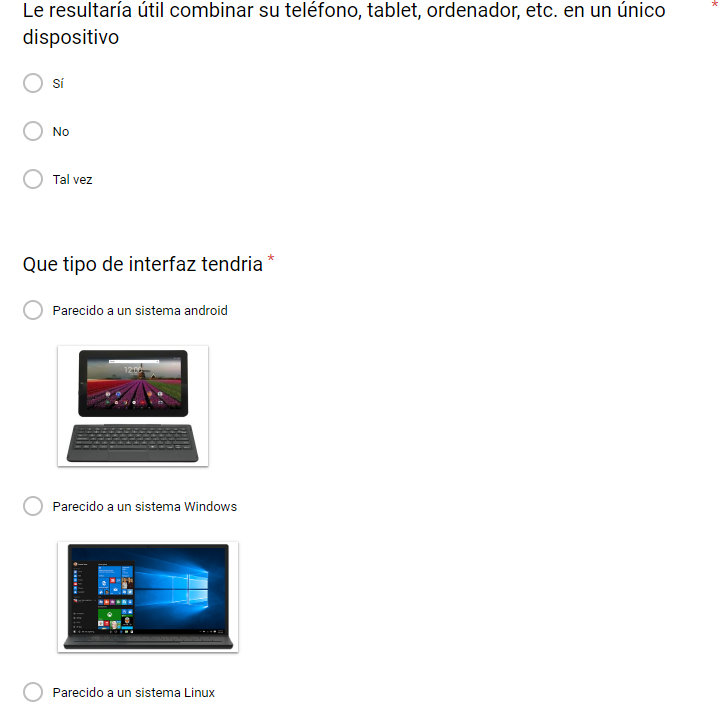 Le resultaría útil combinar su teléfono, tablet, ordenador, etc. en un único *
dispositivo
Sí
No
Tal vez
Que tipo de interfaz tendria *
Parecido a un sistema android
12:00
Parecido a un sistema Windows
Parecido a un sistema Linux